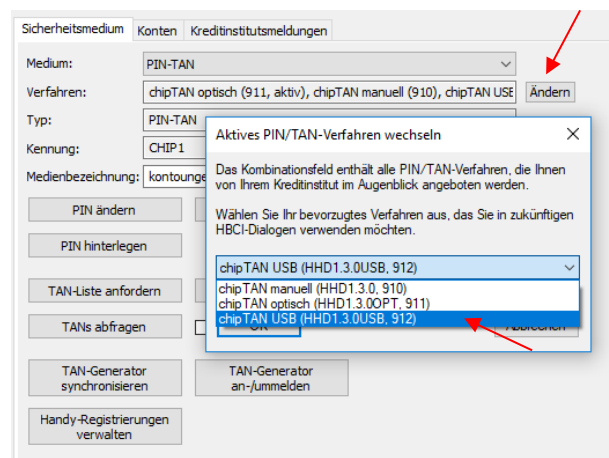 Sicherheitsmedium Konten Kreditinstitutsmeldungen
Medium: PIN-TAN
Verfahren: chipTAN optisch (911, aktiv), chipTAN manuell (910), chipTAN USE Ändern
Typ: PIN-TAN
Kennung: CHIP1
Medienbezeichnung: kontounge
PIN ändern
PIN hinterlegen
TAN-Liste anfordern
TANs abfragen
TAN-Generator
synchronisieren
TAN-Generator
an-/ummelden
Handy-Registrierungen
verwalten
Aktives PIN/TAN-Verfahren wechseln
Das Kombinationsfeld enthält alle PIN/TAN-Verfahren, die Ihnen
von Ihrem Kreditinstitut im Augenblick angeboten werden.
Wählen Sie Ihr bevorzugtes Verfahren aus, das Sie in zukünftigen
HBCI-Dialogen verwenden möchten.
chipTAN USB (HHD1.3.0USB, 912)
chipTAN manuell (HHD1.3.0, 910)
chipTAN optisch (HHD1.3.0OPT, 911)
chipTAN USB (HHD1.3.0USB, 912)